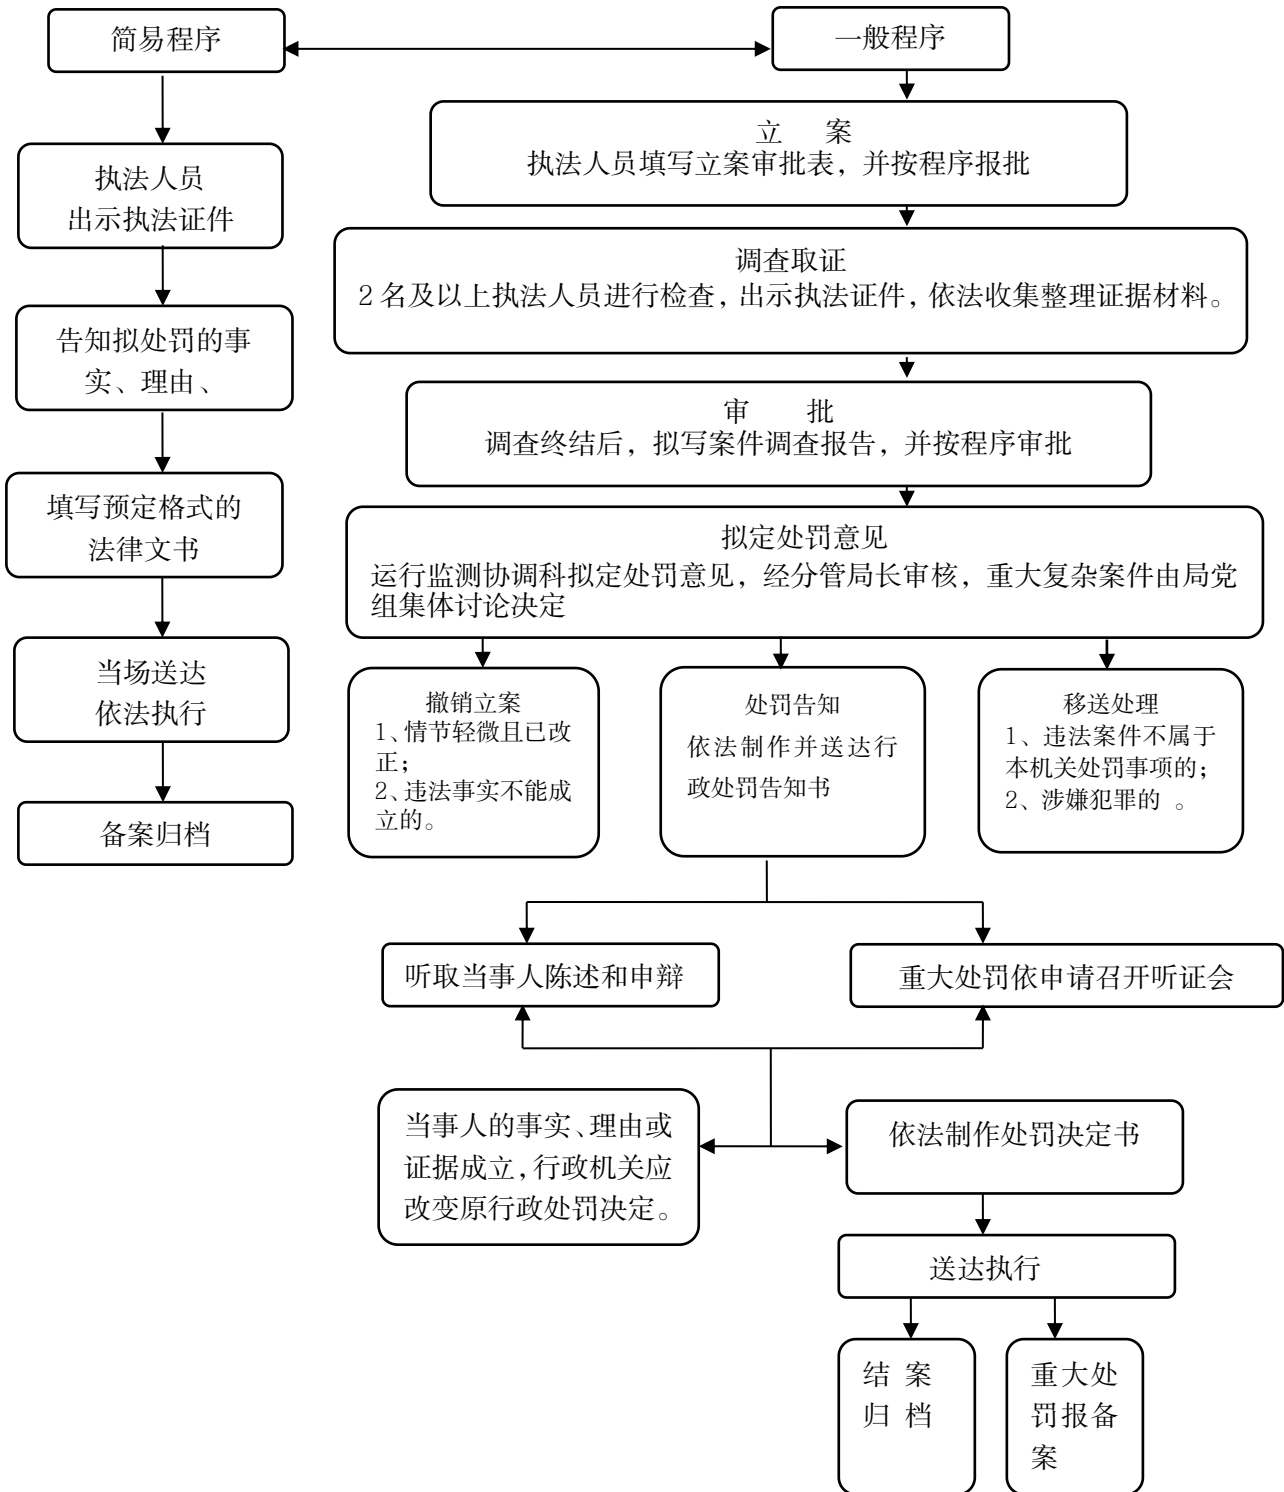 简易程序
一般程序
立 案
执法人员填写立案审批表，并按程序报批
执法人员
出示执法证件
调查取证
2名及以上执法人员进行检查，出示执法证件，依法收集整理证据材料。
告知拟处罚的事
实、理由、
审 批
调查终结后，拟写案件调查报告，并按程序审批
填写预定格式的
法律文书
拟定处罚意见
运行监测协调科拟定处罚意见，经分管局长审核，重大复杂案件由局党
组集体讨论决定
当场送达
依法执行
备案归档
撤销立案
1、情节轻微且已改
正；
2、违法事实不能成
立的。
处罚告知
依法制作并送达行
政处罚告知书
移送处理
1、违法案件不属于
本机关处罚事项的；
2、涉嫌犯罪的 。
听取当事人陈述和申辩
重大处罚依申请召开听证会
当事人的事实、理由或
证据成立，行政机关应
改变原行政处罚决定。
依法制作处罚决定书
送达执行
结 案
归 档
重大处
罚报备
案